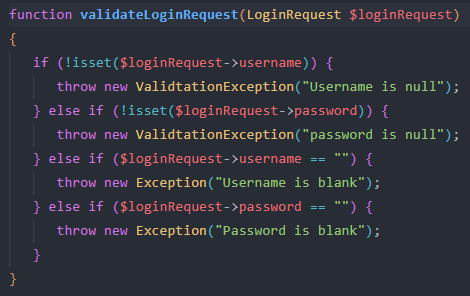 function validateLoginRequest(LoginRequest $loginRequest)
{
if (!isset($loginRequest->username)) {
throw new ValidtationException("Username is null");
} else if (!isset($loginRequest->password)) {
throw new ValidtationException("password is null");
} else if ($loginRequest->username == "") {
throw new Exception("Username is blank");
} else if ($loginRequest->password == "") {
throw new Exception("Password is blank");
}
}